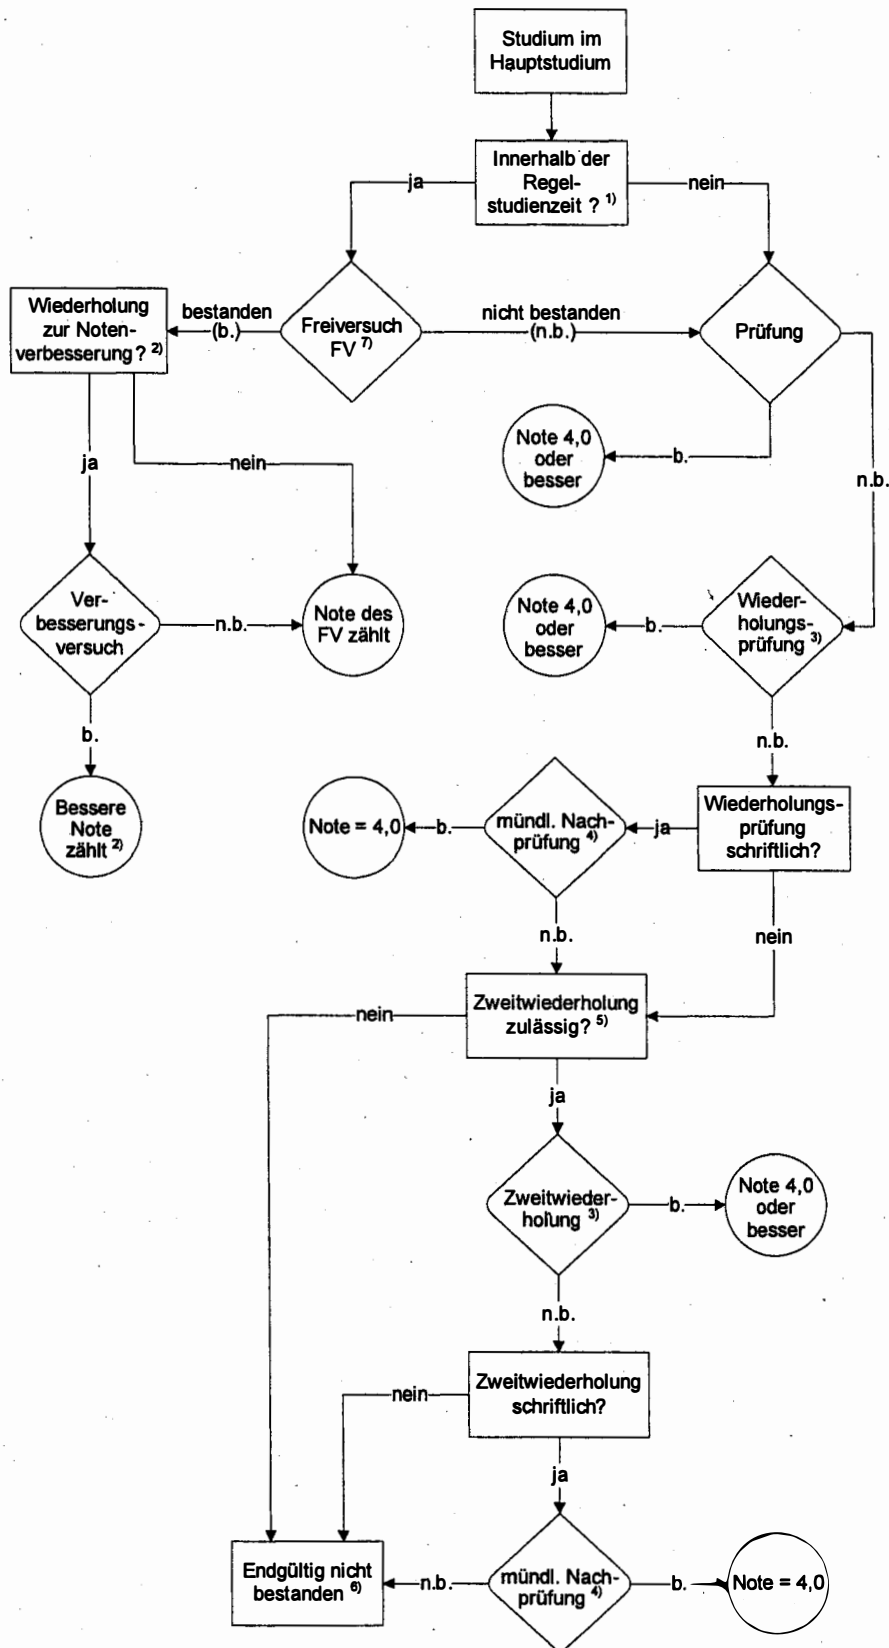 Studium im
Hauptstudium
Innerhalb der
Regel-
studienzeit ? 1)
ja
nein
Wiederholung
zur Noten-
verbesserung? 2)
bestanden
(b.)
Freiversuch
FV 7)
nicht bestanden
(n.b.)
Prüfung
ja
nein
Note 4,0
oder
besser
b.
n.b.
Ver-
besserungs-
versuch
n.b.
Note des
FV zählt
Note 4,0
oder
besser
b.
Wieder-
holungs-
prüfung 3)
b.
n.b.
Bessere
Note
zählt 2)
Note = 4,0
b.
mündl. Nach-
prüfung 4)
ja
Wiederholungs-
prüfung
schriftlich?
n.b.
nein
nein
Zweitwiederholung
zulässig? 5)
ja
Zweitwieder-
holung 3)
b.
Note 4,0
oder
besser
n.b.
nein
Zweitwiederholung
schriftlich?
ja
Endgültig nicht
bestanden 6)
n.b.
mündl. Nach-
prüfung 4)
b.
Note = 4,0